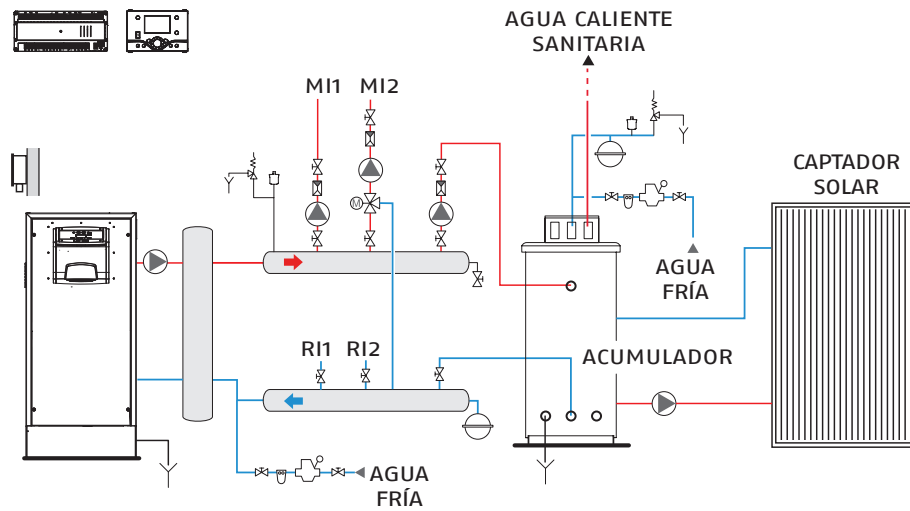 AGUA CALIENTE
SANITARIA
MI1
MI2
M
CAPTADOR
SOLAR
AGUA
FRÍA
RI1
RI2
ACUMULADOR
AGUA
FRÍA